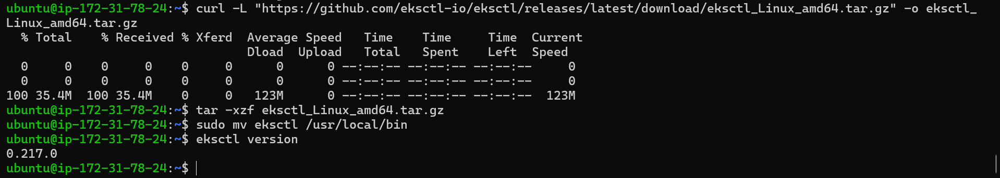 ubuntu@ip-172-31-78-24:~$ curl -L "https://github.com/eksctl-io/eksctl/releases/latest/download/eksctl_Linux_amd64.tar.gz" -o eksctl_
Linux_amd64.tar.gz
  % Total    % Received % Xferd  Average Speed   Time    Time     Time  Current
                                 Dload  Upload   Total   Spent    Left  Speed
  0     0    0     0    0     0      0      0 --:--:-- --:--:-- --:--:--     0
  0     0    0     0    0     0      0      0 --:--:-- --:--:-- --:--:--     0
100 35.4M  100 35.4M    0     0   123M      0 --:--:-- --:--:-- --:--:--  123M
ubuntu@ip-172-31-78-24:~$ tar -xzf eksctl_Linux_amd64.tar.gz
ubuntu@ip-172-31-78-24:~$ sudo mv eksctl /usr/local/bin
ubuntu@ip-172-31-78-24:~$ eksctl version
0.217.0
ubuntu@ip-172-31-78-24:~$